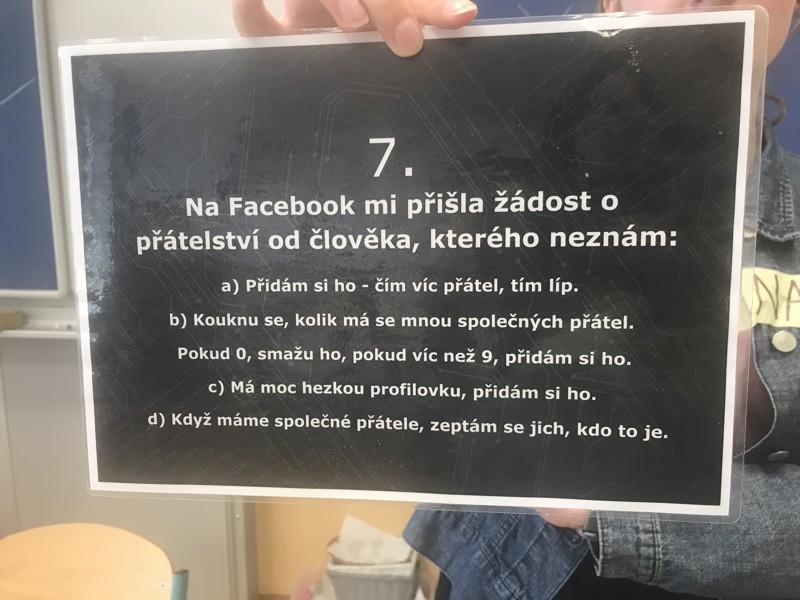 7.
Na Facebook mi přišla žádost o
přátelství od člověka, kterého neznám:
a) Přidám si ho - čím víc přátel, tím líp.
b) Kouknu se, kolik má se mnou společných přátel.
Pokud 0, smažu ho, pokud víc než 9, přidám si ho.
c) Má moc hezkou profilovku, přidám si ho.
d) Když máme společné přátele, zeptám se jich, kdo to je.